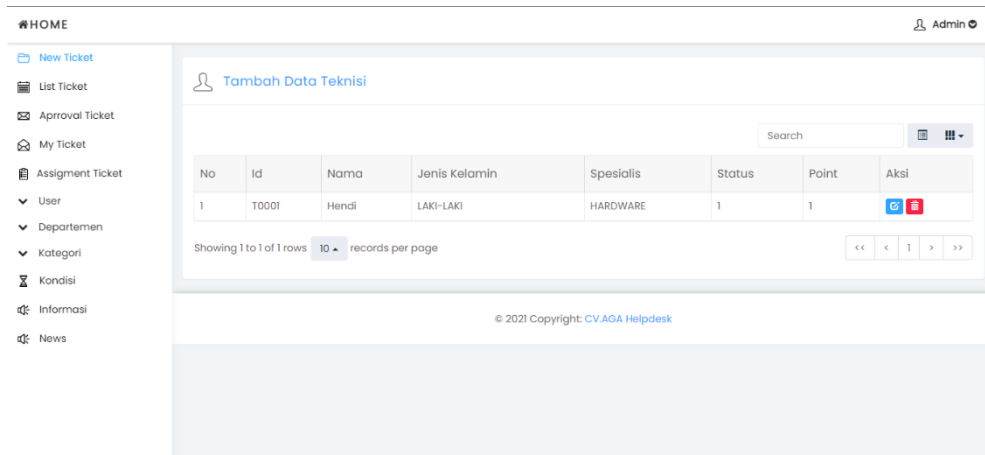 HOME
Admin
New Ticket
List Ticket
Aprroval Ticket
My Ticket
Assigment Ticket
User
Departemen
Kategori
Kondisi
Informasi
News
Tambah Data Teknisi
Search
No Id Nama Jenis Kelamin Spesialis Status Point Aksi
1 T0001 Hendi LAKI-LAKI HARDWARE 1 1
Showing 1 to 1 of 1 rows 10 records per page
<< < 1 > >>
© 2021 Copyright: CV.AGA Helpdesk